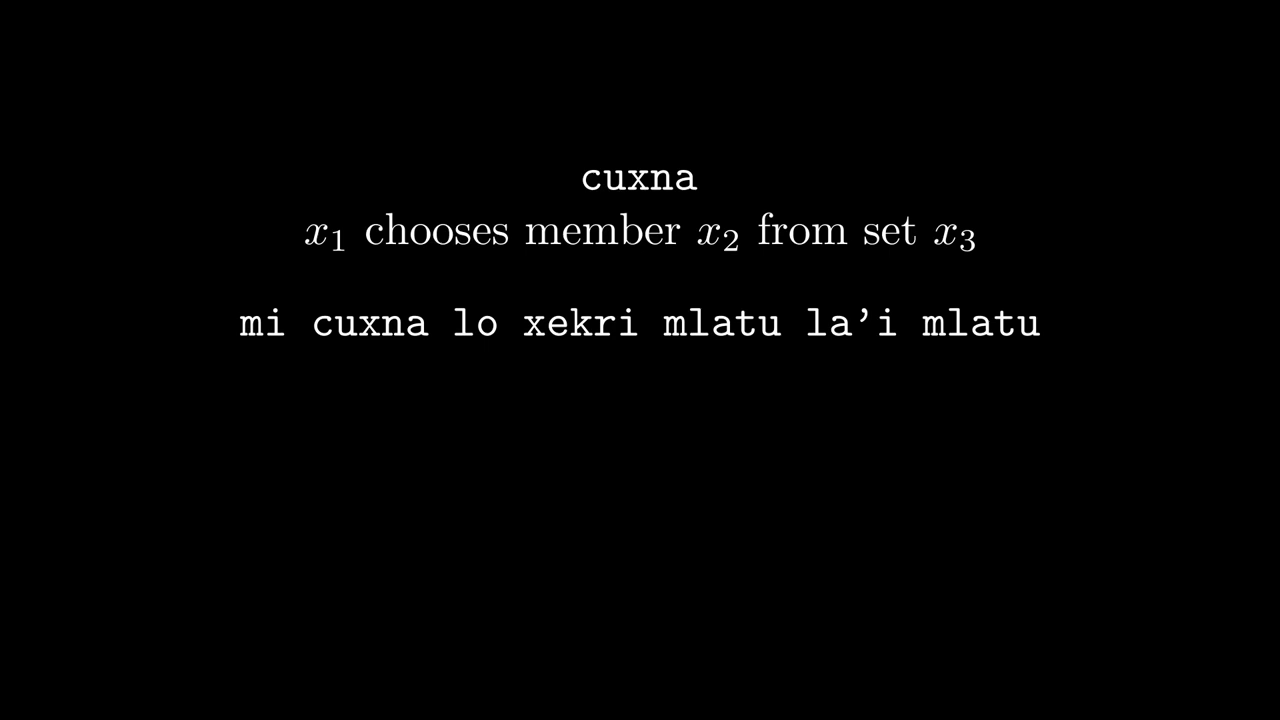 cuxna
x₁ chooses member x₂ from set x₃
mi cuxna lo xekri mlatu la’i mlatu